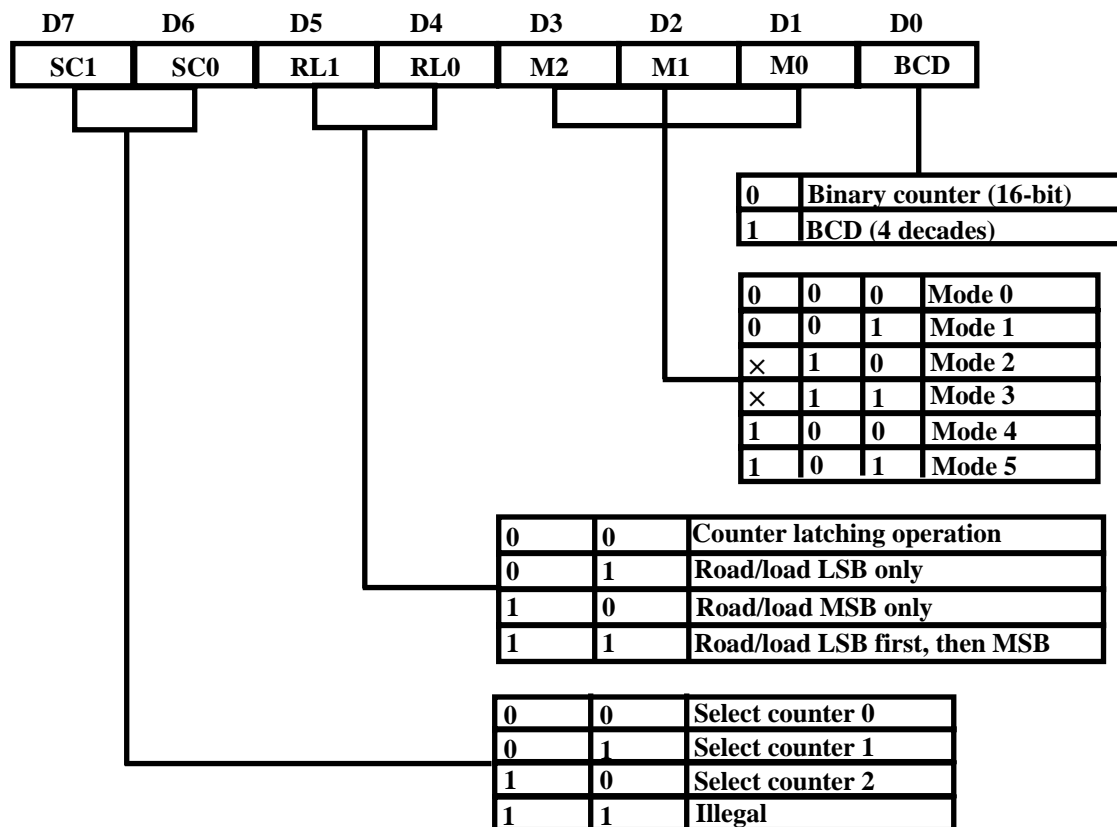 D7 D6 D5 D4 D3 D2 D1 D0
SC1 SC0 RL1 RL0 M2 M1 M0 BCD
0 Binary counter (16-bit)
1 BCD (4 decades)
0 0 0 Mode 0
0 0 1 Mode 1
× 1 0 Mode 2
× 1 1 Mode 3
1 0 0 Mode 4
1 0 1 Mode 5
0 0 Counter latching operation
0 1 Road/load LSB only
1 0 Road/load MSB only
1 1 Road/load LSB first, then MSB
0 0 Select counter 0
0 1 Select counter 1
1 0 Select counter 2
1 1 Illegal